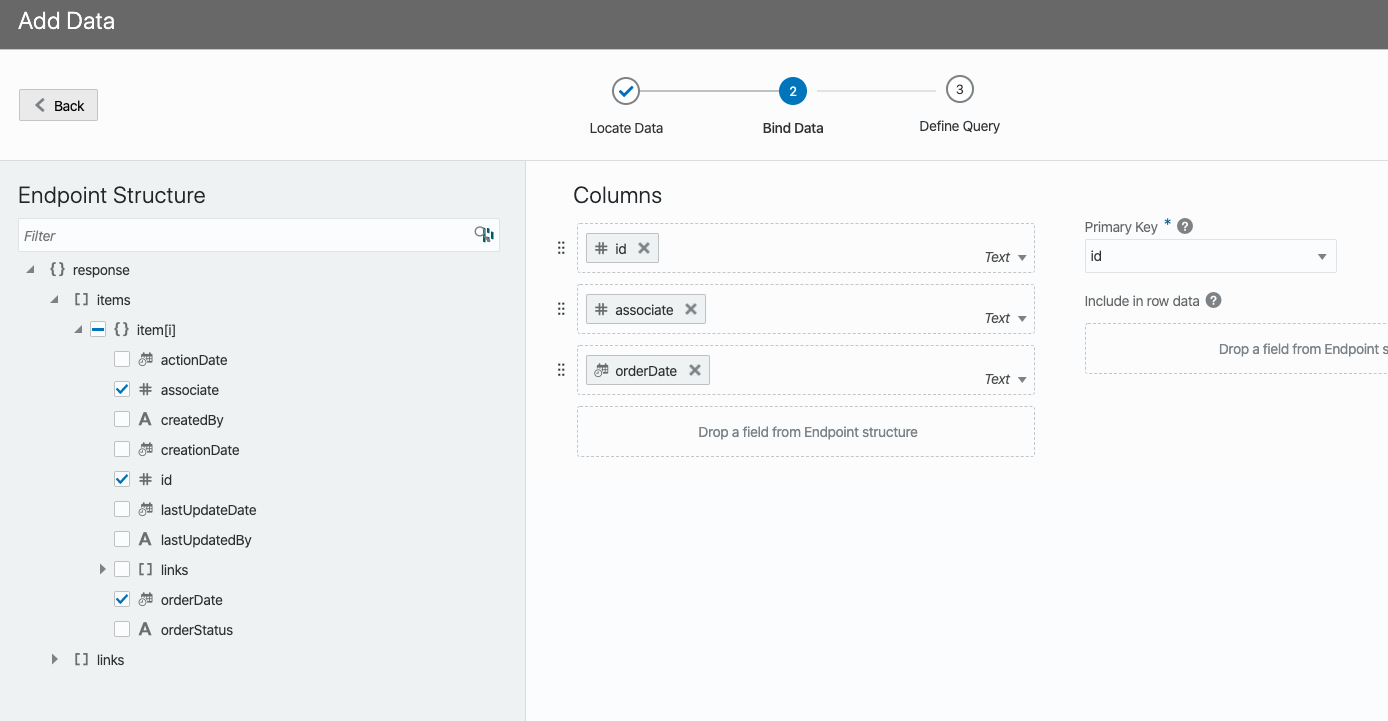 Add Data
Back
2
3
Locate Data
Bind Data
Define Query
Endpoint Structure
Filter
{} response
[] items
{} item[i]
actionDate
# associate
A createdBy
creationDate
# id
lastUpdateDate
A lastUpdatedBy
[] links
orderDate
A orderStatus
[] links
Columns
# id
Text
# associate
Text
orderDate
Text
Drop a field from Endpoint structure
Primary Key * ?
id
Include in row data ?
Drop a field from Endpoint s